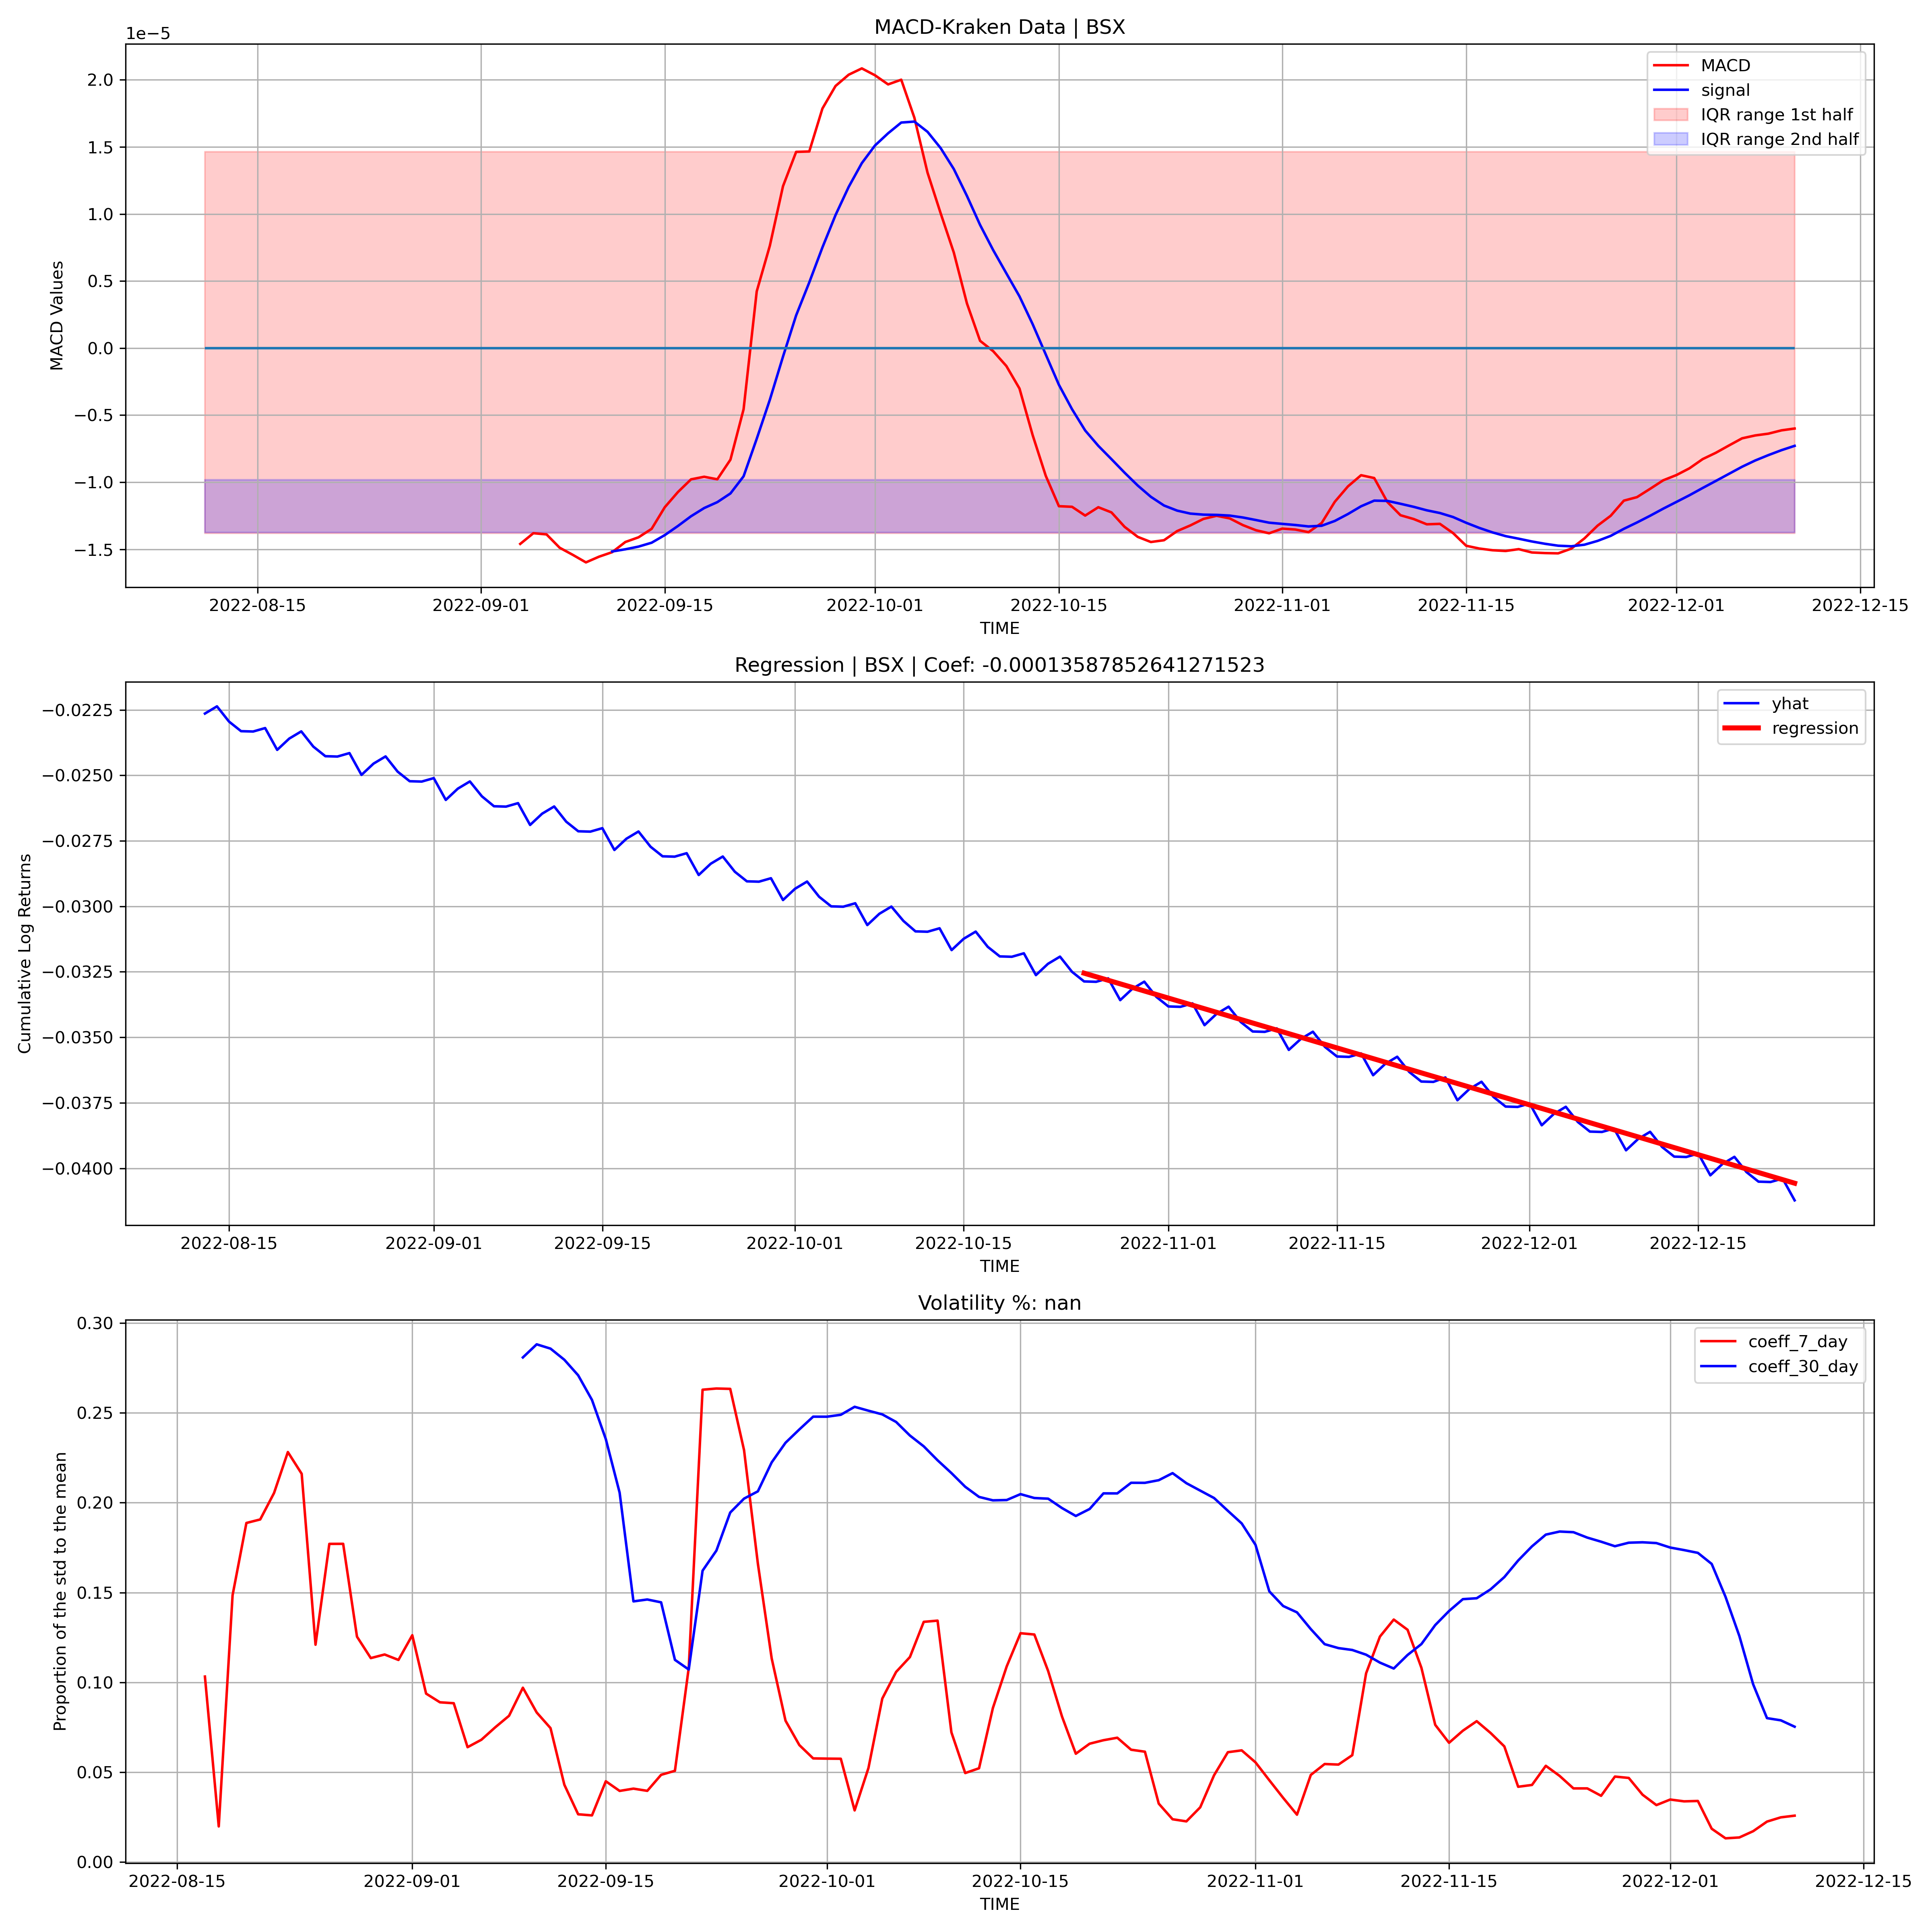 MACD-Kraken Data | BSX
1e−5
MACD
signal
IQR range 1st half
IQR range 2nd half
MACD Values
2.0
1.5
1.0
0.5
0.0
−0.5
−1.0
−1.5
2022-08-15 2022-09-01 2022-09-15 2022-10-01 2022-10-15 2022-11-01 2022-11-15 2022-12-01 2022-12-15
TIME
Regression | BSX | Coef: -0.00013587852641271523
yhat
regression
Cumulative Log Returns
−0.0225
−0.0250
−0.0275
−0.0300
−0.0325
−0.0350
−0.0375
−0.0400
2022-08-15 2022-09-01 2022-09-15 2022-10-01 2022-10-15 2022-11-01 2022-11-15 2022-12-01 2022-12-15
TIME
Volatility %: nan
coeff_7_day
coeff_30_day
Proportion of the std to the mean
0.30
0.25
0.20
0.15
0.10
0.05
0.00
2022-08-15 2022-09-01 2022-09-15 2022-10-01 2022-10-15 2022-11-01 2022-11-15 2022-12-01 2022-12-15
TIME